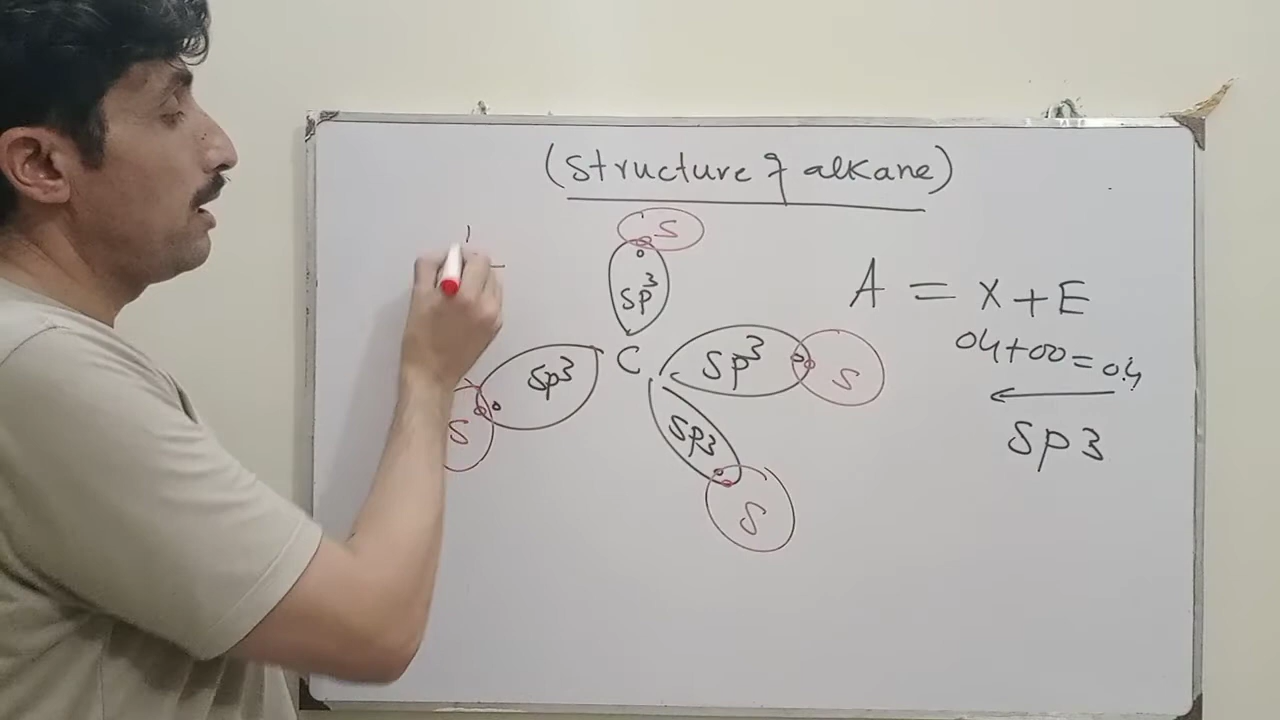 (Structure of alkane)
S
Sp³
A = X + E
04+00=04
Sp³ C Sp³ S
S
Sp3
Sp3
S